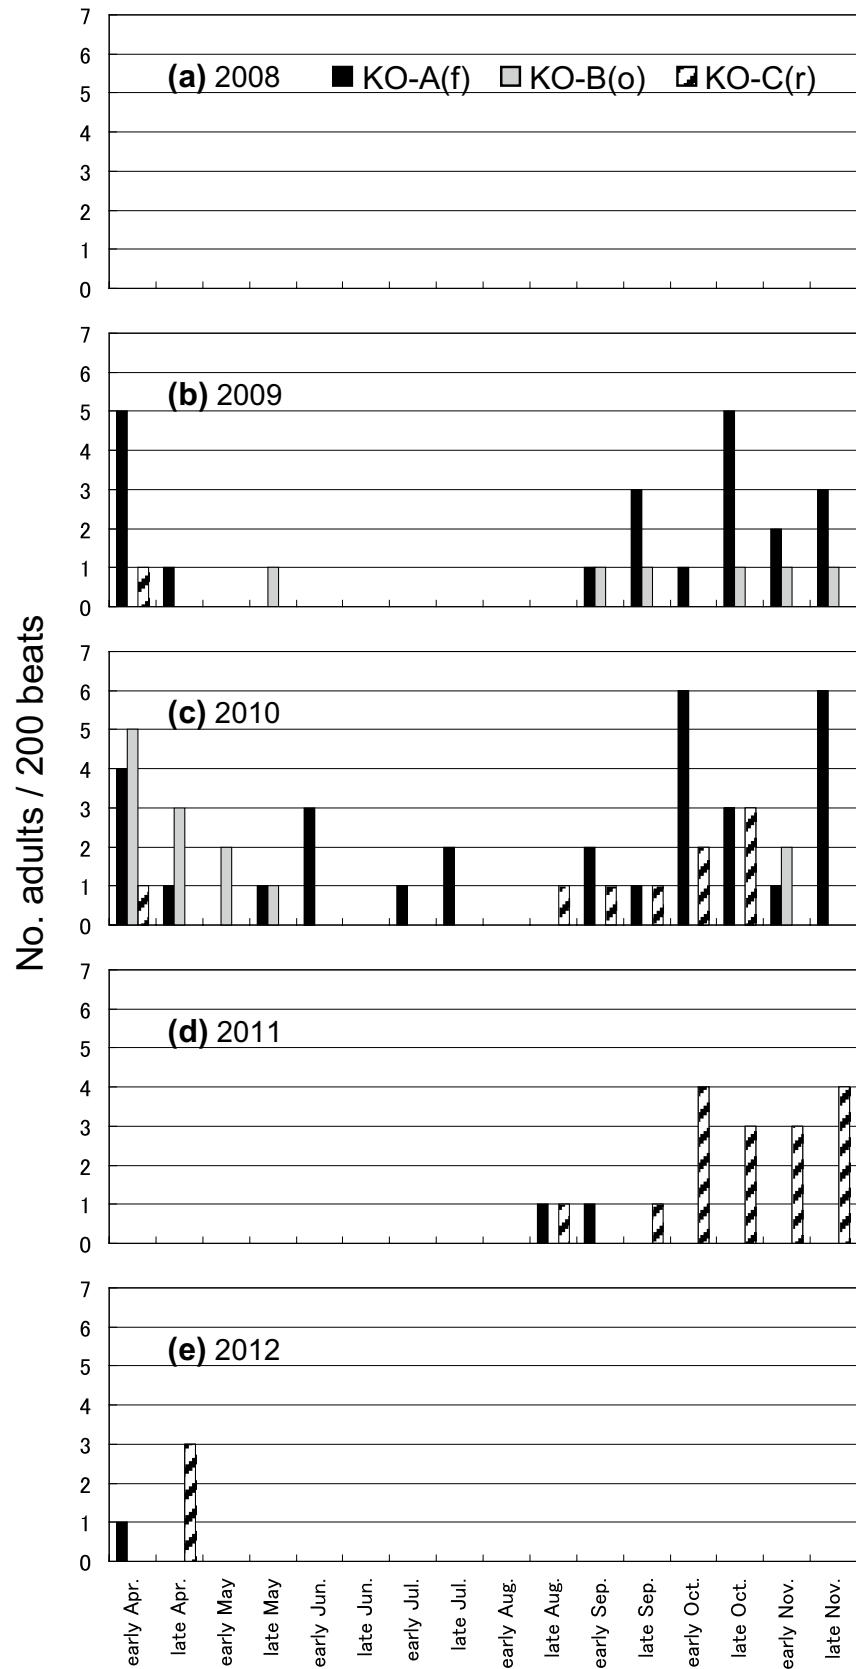 7
6
(a) 2008 KO-A(f) KO-B(o) KO-C(r)
5
4
3
2
1
0
7
6
(b) 2009
5
4
3
2
1
0
No. adults / 200 beats
7
6
(c) 2010
5
4
3
2
1
0
7
6
(d) 2011
5
4
3
2
1
0
7
6
(e) 2012
5
4
3
2
1
0
early Apr.
late Apr.
early May
late May
early Jun.
late Jun.
early Jul.
late Jul.
early Aug.
late Aug.
early Sep.
late Sep.
early Oct.
late Oct.
early Nov.
late Nov.